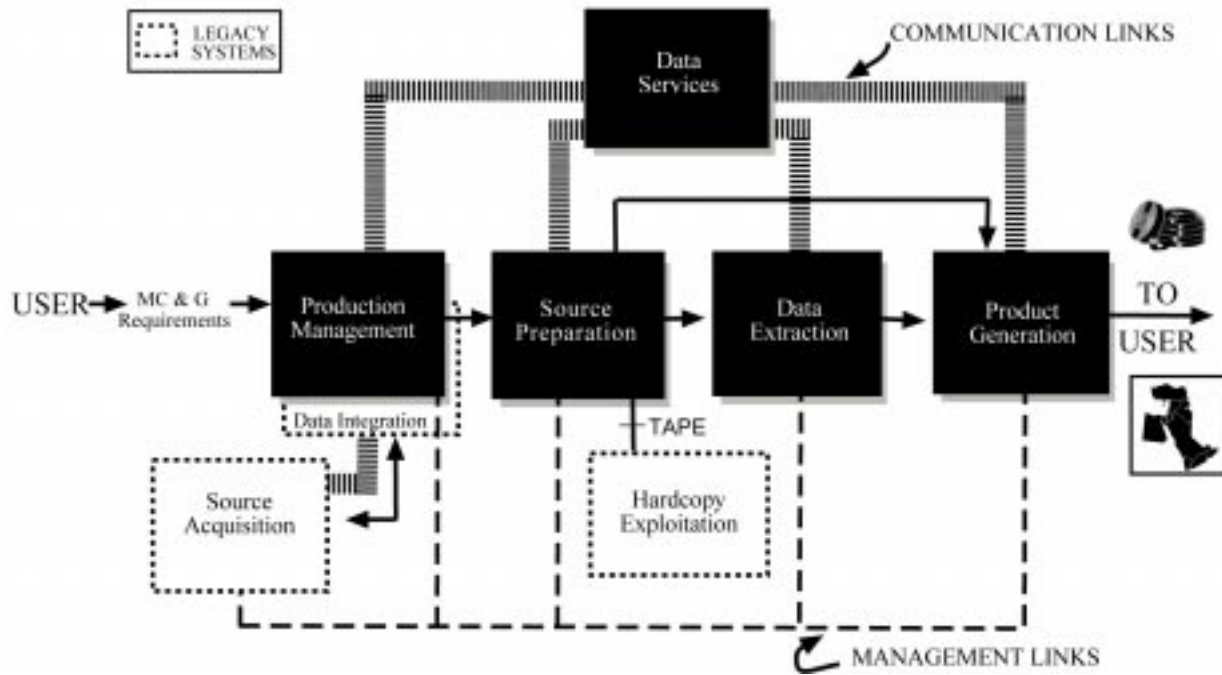 LEGACY
SYSTEMS
COMMUNICATION LINKS
Data
Services
USER
MC & G
Requirements
Production
Management
Source
Preparation
Data
Extraction
Product
Generation
TO
USER
Data Integration
TAPE
Source
Acquisition
Hardcopy
Exploitation
MANAGEMENT LINKS